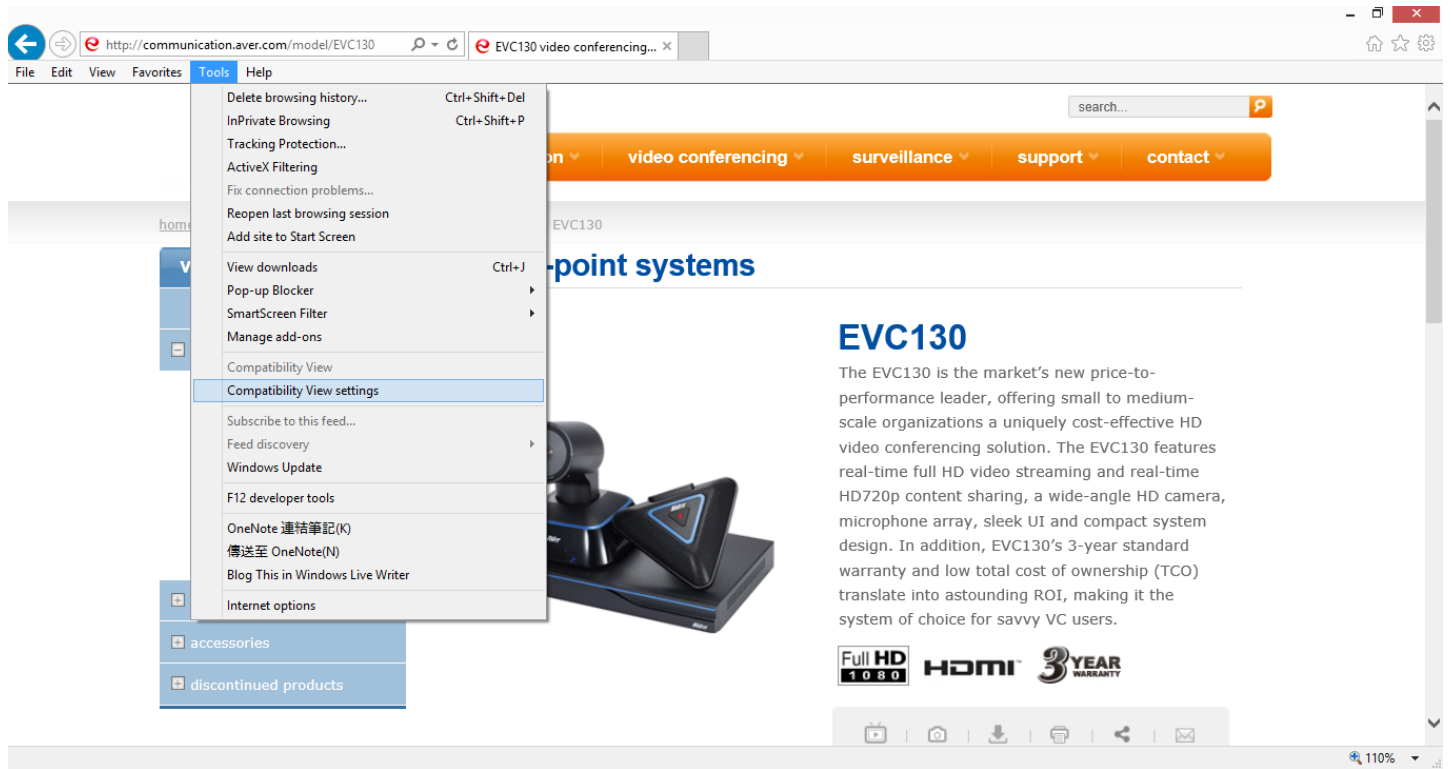 http://communication.aver.com/model/EVC130
EVC130 video conferencing...
File Edit View Favorites Tools Help
Delete browsing history... Ctrl+Shift+Del
InPrivate Browsing Ctrl+Shift+P
Tracking Protection...
ActiveX Filtering
Fix connection problems...
Reopen last browsing session
Add site to Start Screen
View downloads Ctrl+J
Pop-up Blocker
SmartScreen Filter
Manage add-ons
Compatibility View
Compatibility View settings
Subscribe to this feed...
Feed discovery
Windows Update
F12 developer tools
OneNote 連結筆記(K)
傳送至 OneNote(N)
Blog This in Windows Live Writer
Internet options
search...
on video conferencing surveillance support contact
home EVC130
-point systems
accessories
discontinued products
EVC130
The EVC130 is the market's new price-to-
performance leader, offering small to medium-
scale organizations a uniquely cost-effective HD
video conferencing solution. The EVC130 features
real-time full HD video streaming and real-time
HD720p content sharing, a wide-angle HD camera,
microphone array, sleek UI and compact system
design. In addition, EVC130's 3-year standard
warranty and low total cost of ownership (TCO)
translate into astounding ROI, making it the
system of choice for savvy VC users.
Full HD
1080
HDMI
3 YEAR
WARRANTY
110%